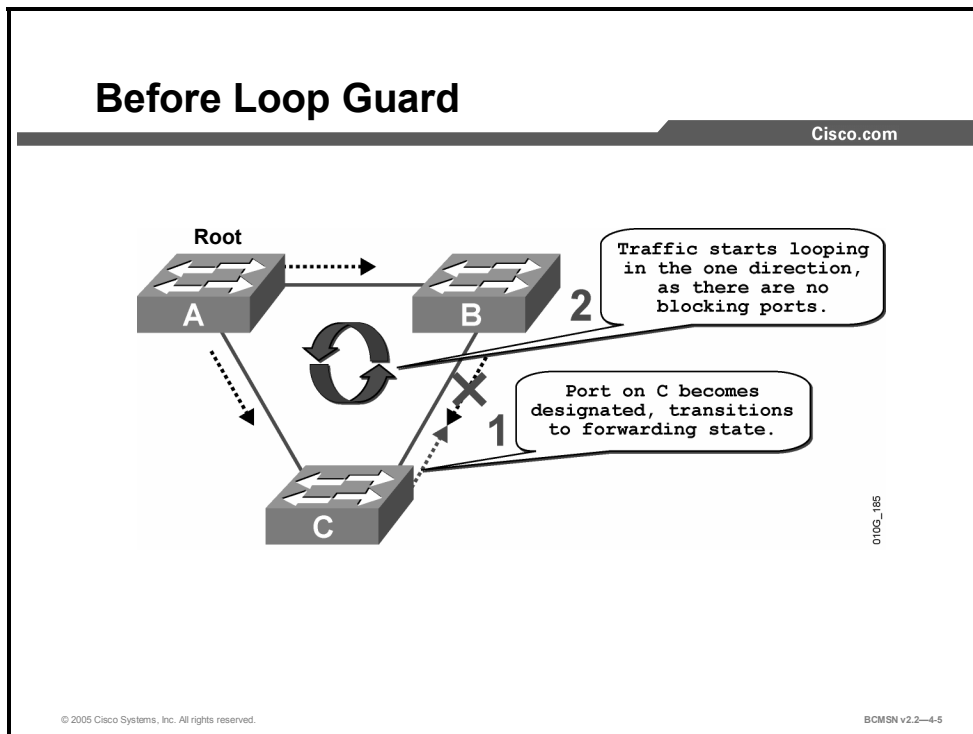 Before Loop Guard
Cisco.com
Root
A
B
C
2
Traffic starts looping
in the one direction,
as there are no
blocking ports.
1
Port on C becomes
designated, transitions
to forwarding state.
010G_185
© 2005 Cisco Systems, Inc. All rights reserved.
BCMSN v2.2—4-5